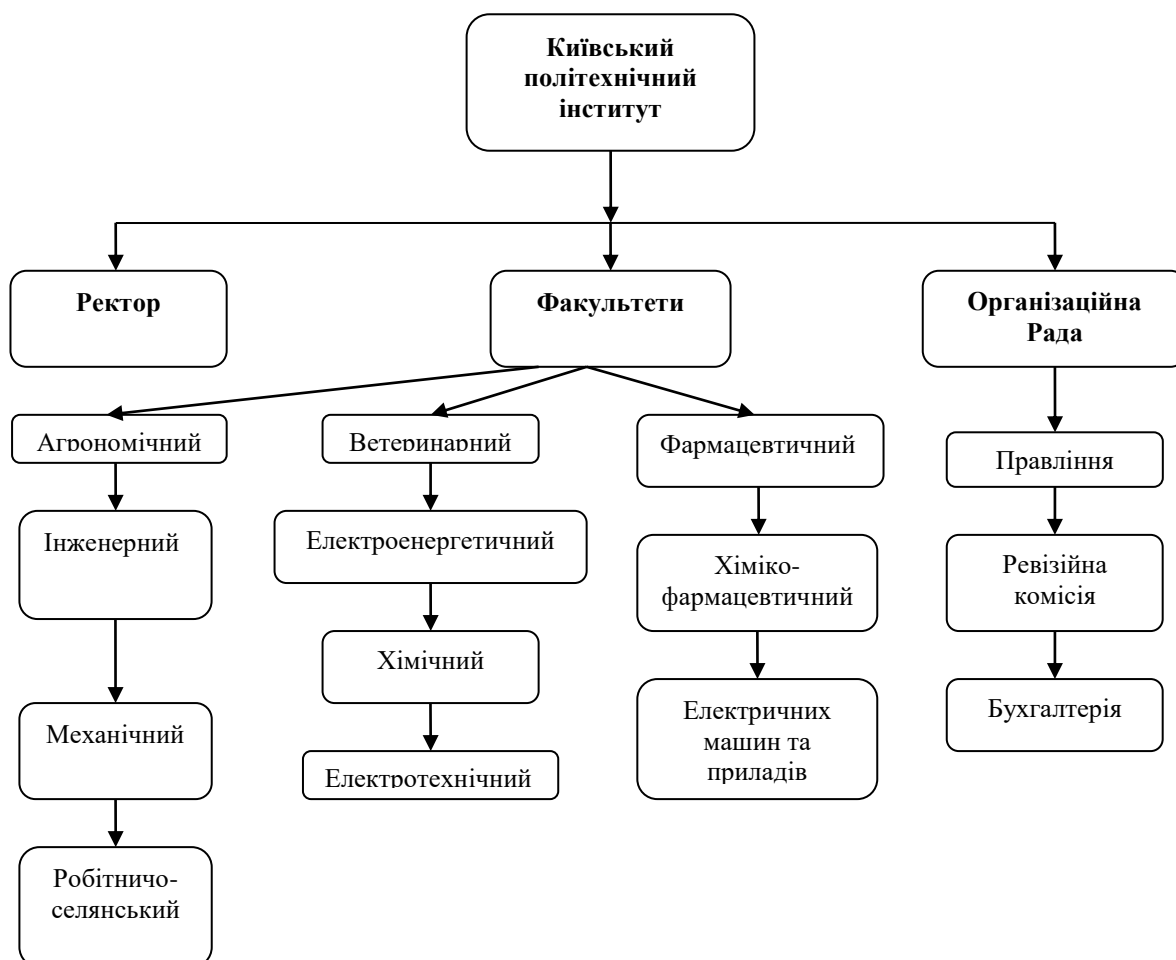 Київський
політехнічний
інститут
Ректор
Факультети
Організаційна
Рада
Агрономічний
Ветеринарний
Фармацевтичний
Правління
Інженерний
Електроенергетичний
Хіміко-
фармацевтичний
Ревізійна
комісія
Механічний
Хімічний
Електричних
машин та
приладів
Бухгалтерія
Електротехнічний
Робітничо-
селянський